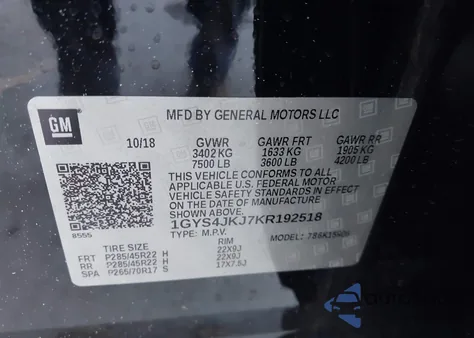 MFD BY GENERAL MOTORS LLC
GM
10/18 GVWR GAWR FRT GAWR RR
3402 KG 1633 KG 1905 KG
7500 LB 3600 LB 4200 LB
THIS VEHICLE CONFORMS TO ALL
APPLICABLE U.S. FEDERAL MOTOR
VEHICLE SAFETY STANDARDS IN EFFECT
ON THE DATE OF MANUFACTURE
SHOWN ABOVE.
8555
1GYS4JKJ7KR192518
TYPE: M.P.V. MODEL:
TIRE SIZE RIM
FRT P285/45R22 H 22X9J
RR P285/45R22 H 22X9J
SP P265/70R17 S 17X7.5J